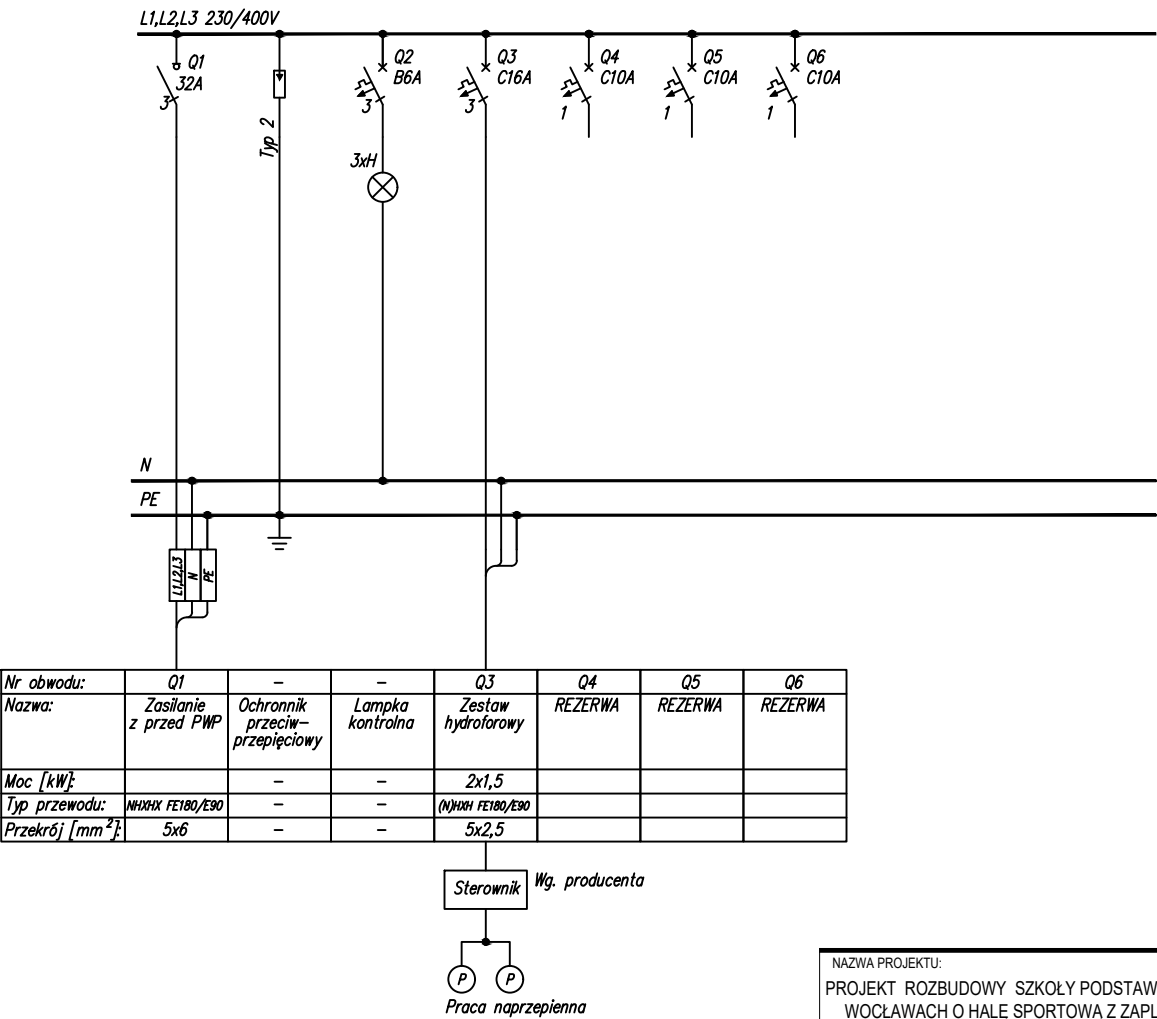 L1,L2,L3 230/400V
Q1
32A
3
Typ 2
Q2
B6A
3
3xH
Q3
C16A
3
Q4
C10A
1
Q5
C10A
1
Q6
C10A
1
N
PE
L1,L2,L3
N
PE
Nr obwodu: Q1 – – Q3 Q4 Q5 Q6
Nazwa: Zasilanie Ochronnik Lampka Zestaw REZERWA REZERWA REZERWA
z przed PWP przeciw– kontrolna hydroforowy
przepięciowy
Moc [kW]: – – 2x1,5
Typ przewodu: NHXHX FE180/E90 – – (N)HXH FE180/E90
Przekrój [mm²]: 5x6 – – 5x2,5
Sterownik Wg. producenta
P P
Praca naprzepienna
NAZWA PROJEKTU:
PROJEKT ROZBUDOWY SZKOŁY PODSTAW
WOCŁAWACH O HALĘ SPORTOWĄ Z ZAPL